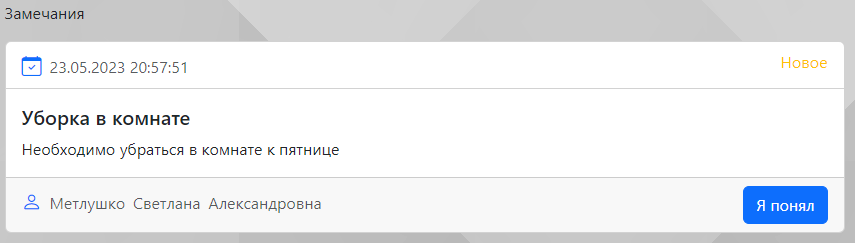 Замечания
23.05.2023 20:57:51
Новое
Уборка в комнате
Необходимо убраться в комнате к пятнице
Метлушко Светлана Александровна
Я понял